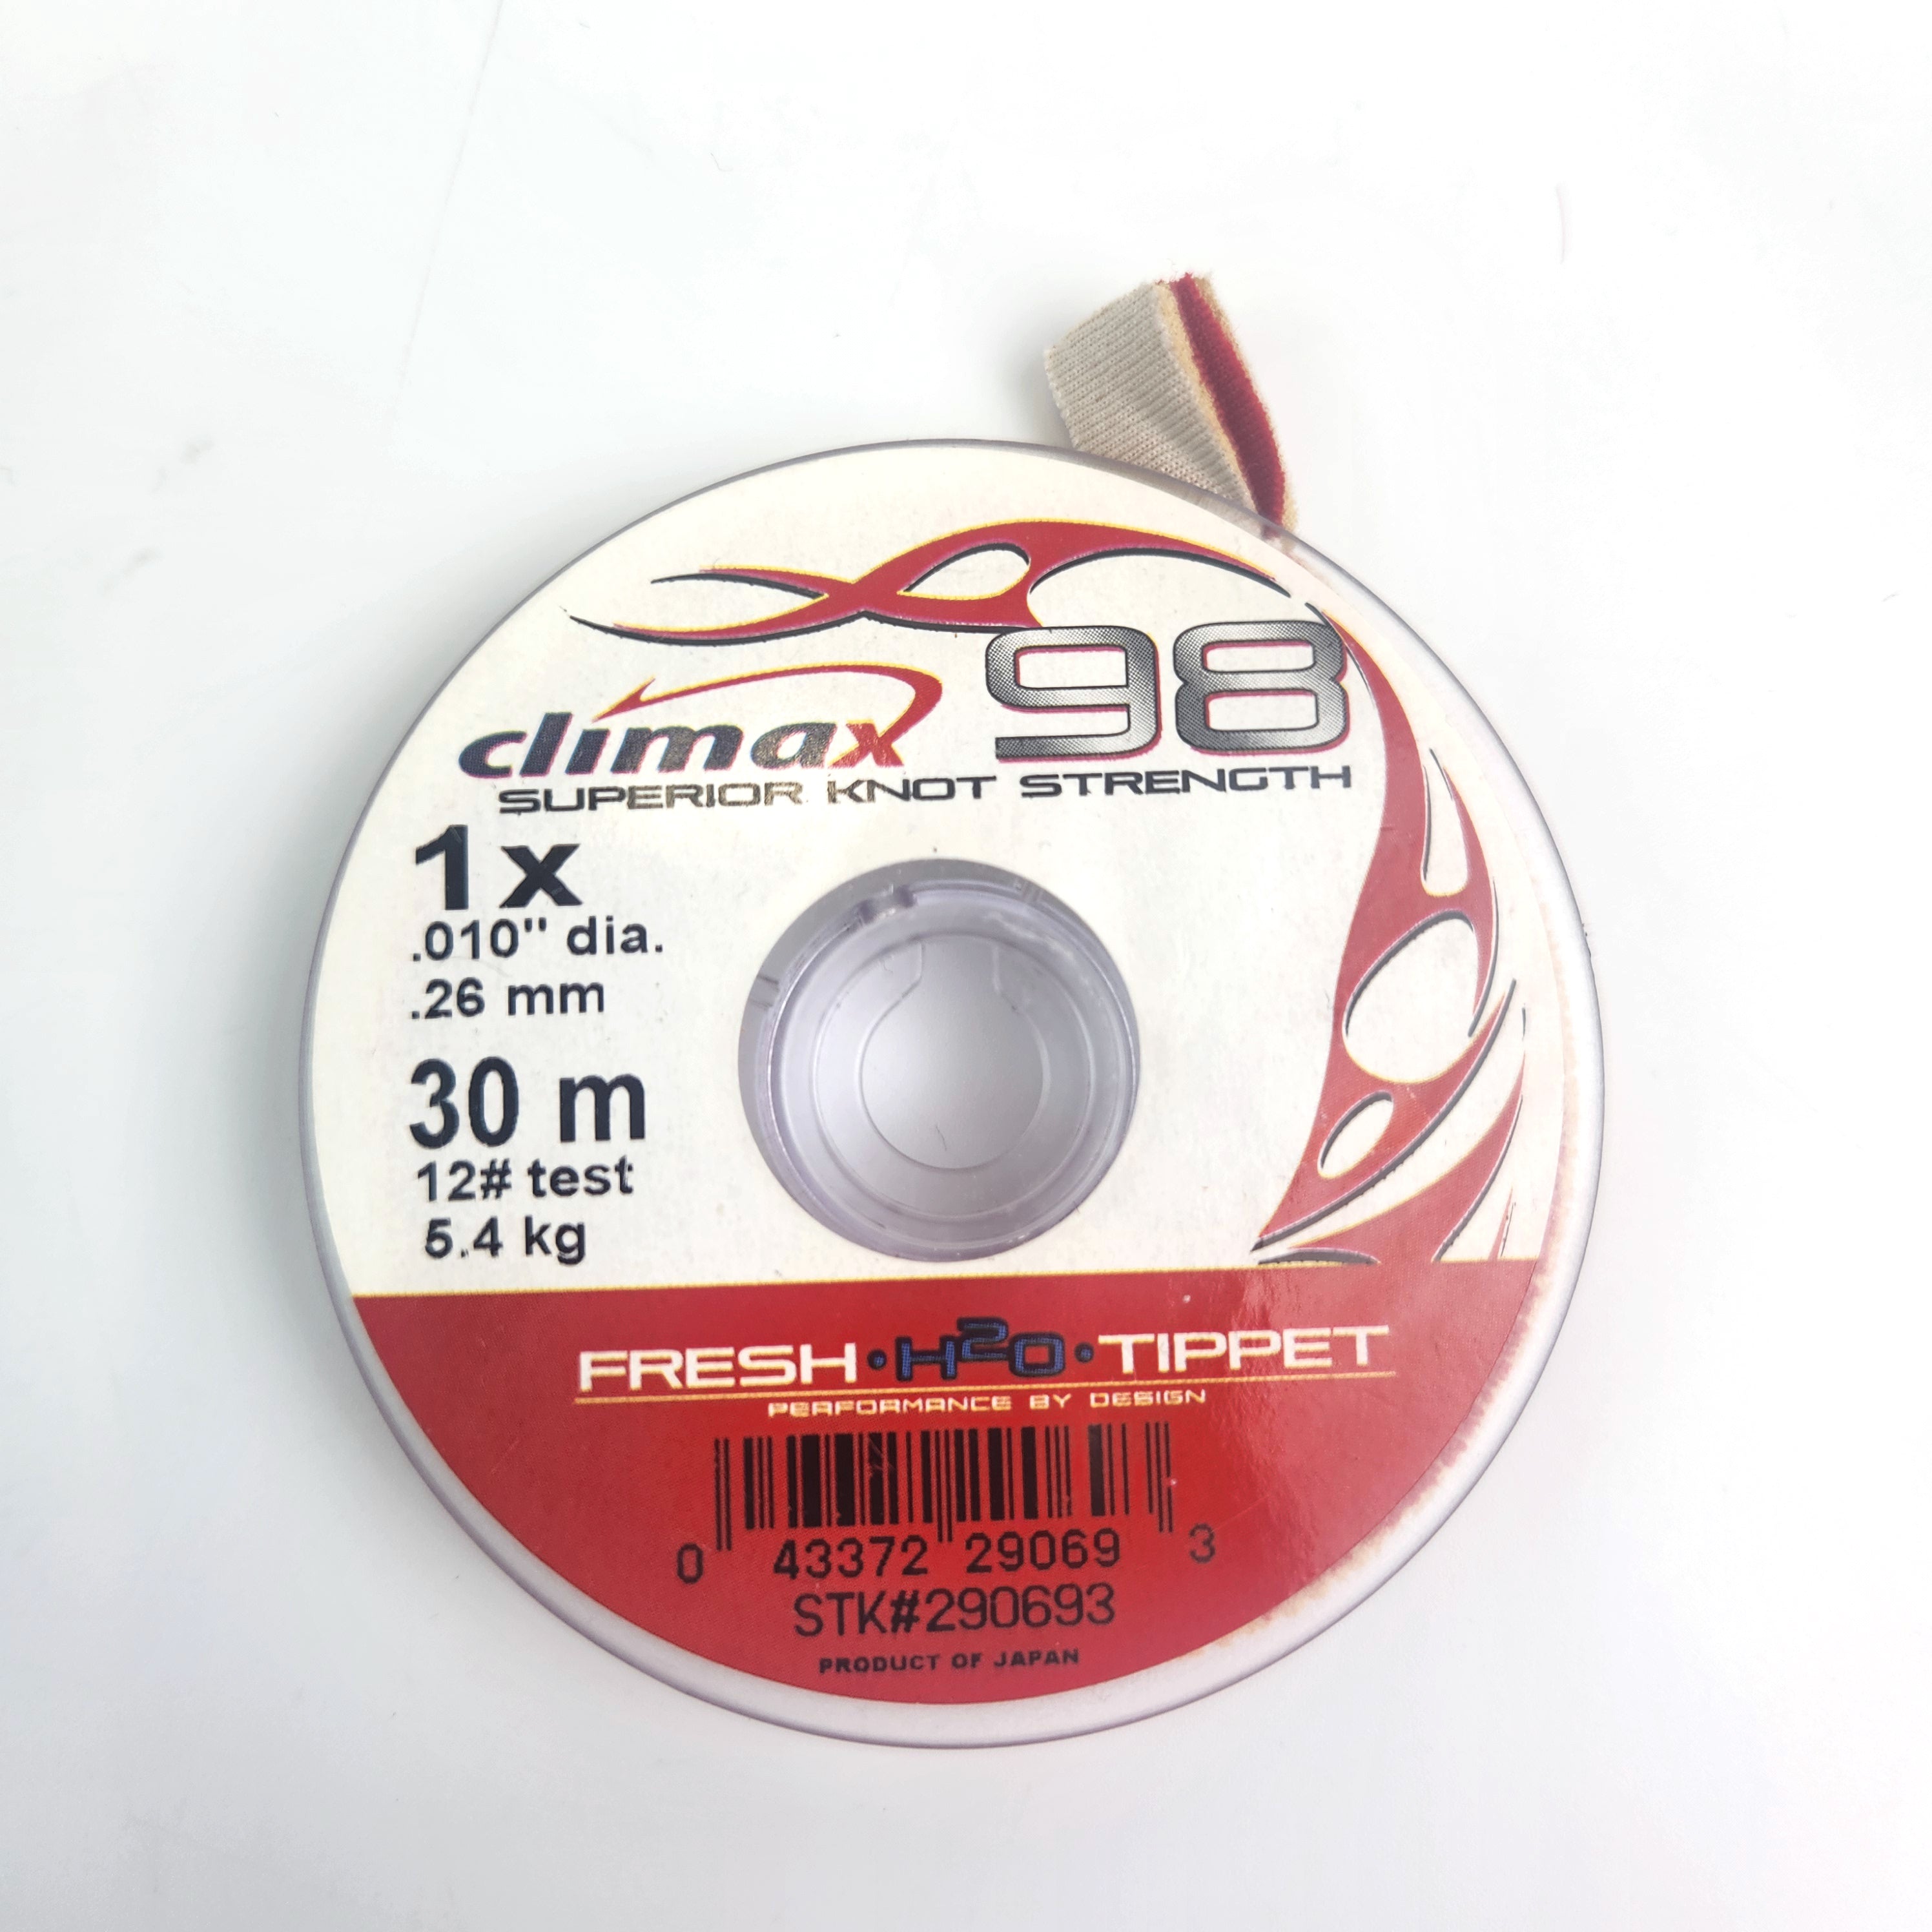 climax 98
SUPERIOR KNOT STRENGTH
1x
.010" dia.
.26 mm
30 m
12# test
5.4 kg
FRESH•H2O•TIPPET
PERFORMANCE BY DESIGN
0 43372 29069 3
STK#290693
PRODUCT OF JAPAN